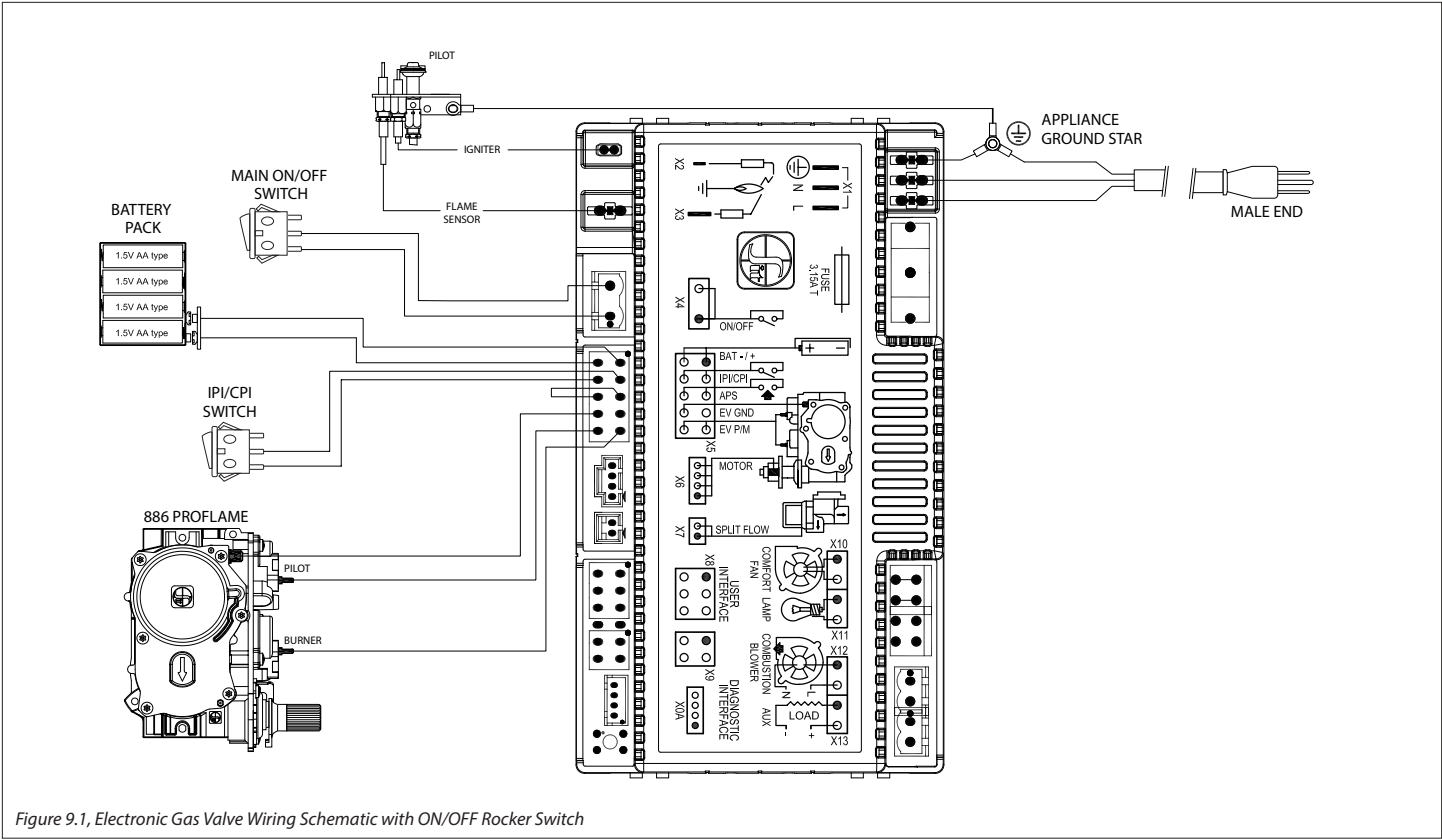 PILOT
IGNITER
FLAME
SENSOR
MAIN ON/OFF
SWITCH
BATTERY
PACK
1.5V AA type
1.5V AA type
1.5V AA type
1.5V AA type
IPI/CPI
SWITCH
886 PROFLAME
PILOT
BURNER
APPLIANCE
GROUND STAR
MALE END
X2
X3
N
L
X1
FUSE
3.15A T
X4
ON/OFF
+ -
BAT - / +
IPI/CPI
APS
EV GND
EV P/M
X5
MOTOR
X6
SPLIT FLOW
X7
X8
USER
INTERFACE
X9
DIAGNOSTIC
INTERFACE
X0A
COMFORT
FAN
X10
LAMP
X11
COMBUSTION
BLOWER
X12
N
L
AUX
LOAD
- +
X13
Figure 9.1, Electronic Gas Valve Wiring Schematic with ON/OFF Rocker Switch